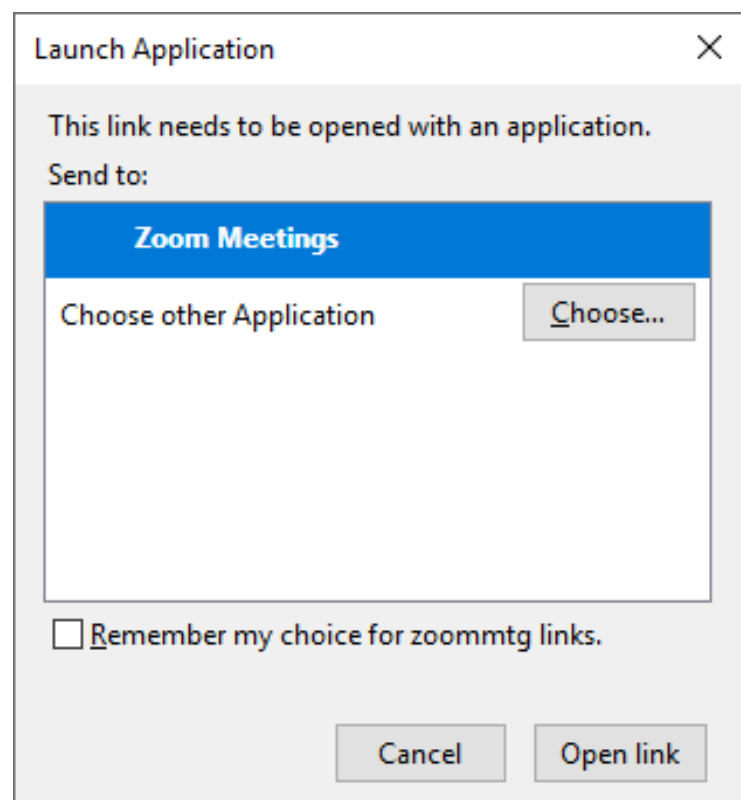 Launch Application
This link needs to be opened with an application.
Send to:
Zoom Meetings
Choose other Application
Choose...
Remember my choice for zoommtg links.
Cancel
Open link